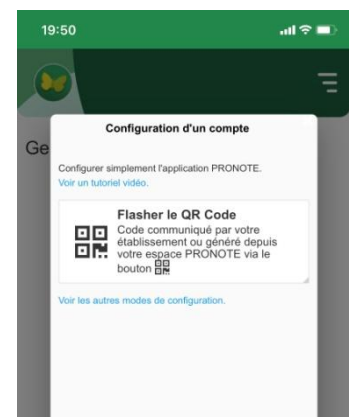 19:50
Ge
Configuration d'un compte
Configurer simplement l'application PRONOTE.
Voir un tutoriel vidéo.
Flasher le QR Code
Code communiqué par votre
établissement ou généré depuis
votre espace PRONOTE via le
bouton
Voir les autres modes de configuration.